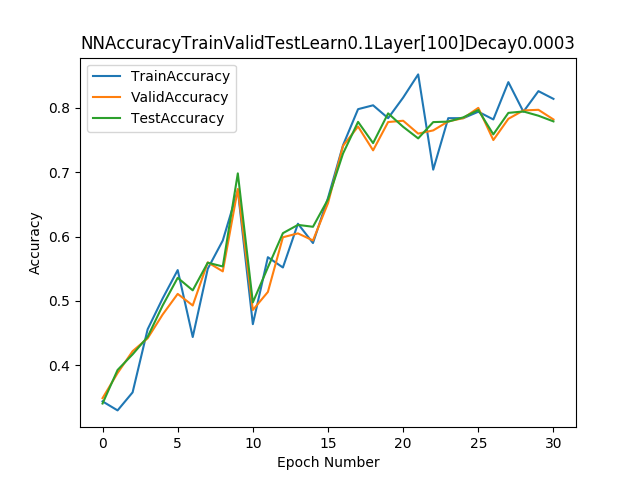 NNAccuracyTrainValidTestLearn0.1Layer[100]Decay0.0003
TrainAccuracy
ValidAccuracy
TestAccuracy
Accuracy
0.8
0.7
0.6
0.5
0.4
0 5 10 15 20 25 30
Epoch Number